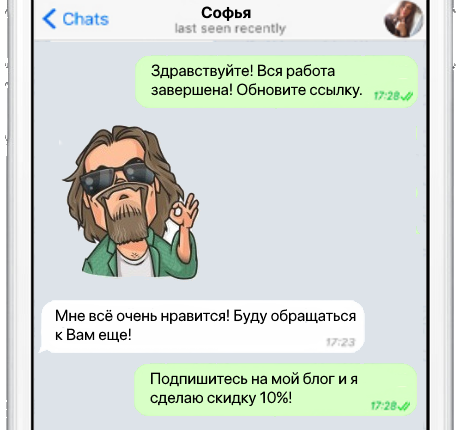 Chats
Софья
last seen recently
Здравствуйте! Вся работа
завершена! Обновите ссылку.
17:28
Мне всё очень нравится! Буду обращаться
к Вам еще!
17:23
Подпишитесь на мой блог и я
сделаю скидку 10%!
17:28